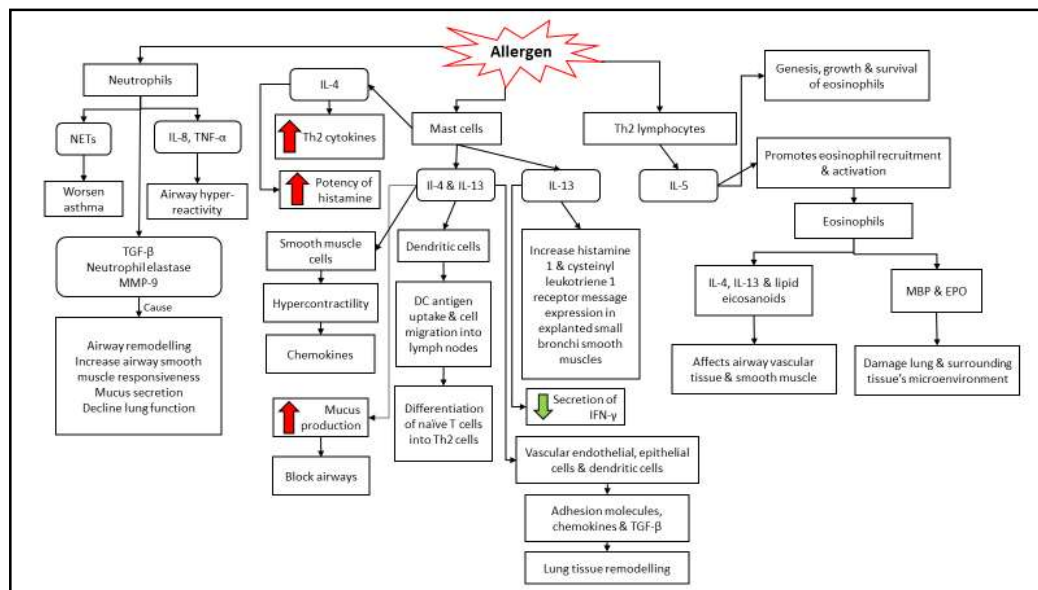 Allergen
Neutrophils
NETs
IL-8, TNF-α
Worsen
asthma
Airway hyper-
reactivity
TGF-β
Neutrophil elastase
MMP-9
Cause
Airway remodelling
Increase airway smooth
muscle responsiveness
Mucus secretion
Decline lung function
IL-4
Th2 cytokines
Potency of
histamine
Mast cells
Il-4 & IL-13
IL-13
Smooth muscle
cells
Hypercontractility
Chemokines
Mucus
production
Block airways
Dendritic cells
DC antigen
uptake & cell
migration into
lymph nodes
Differentiation
of naïve T cells
into Th2 cells
Increase histamine
1 & cysteinyl
leukotriene 1
receptor message
expression in
explanted small
bronchi smooth
muscles
Secretion of
IFN-γ
Vascular endothelial, epithelial
cells & dendritic cells
Adhesion molecules,
chemokines & TGF-β
Lung tissue remodelling
Th2 lymphocytes
IL-5
Genesis, growth & survival
of eosinophils
Promotes eosinophil recruitment
& activation
Eosinophils
IL-4, IL-13 & lipid
eicosanoids
MBP & EPO
Affects airway vascular
tissue & smooth muscle
Damage lung & surrounding
tissue's microenvironment